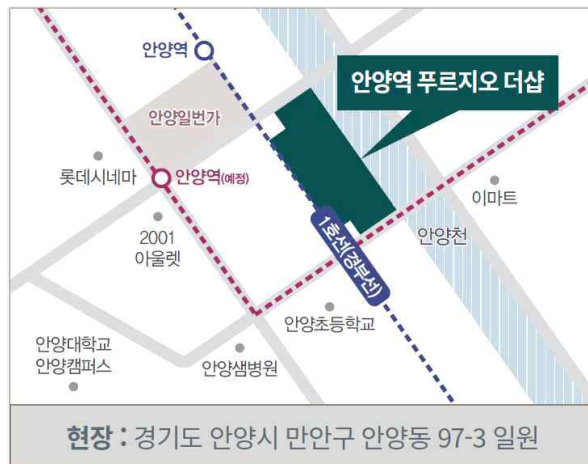 안양역
안양역 푸르지오 더샵
안양일번가
롯데시네마
안양역(예정)
이마트
2001
아울렛
1호선(경부선)
안양천
안양초등학교
안양대학교
안양캠퍼스
안양샘병원
현장 : 경기도 안양시 만안구 안양동 97-3 일원